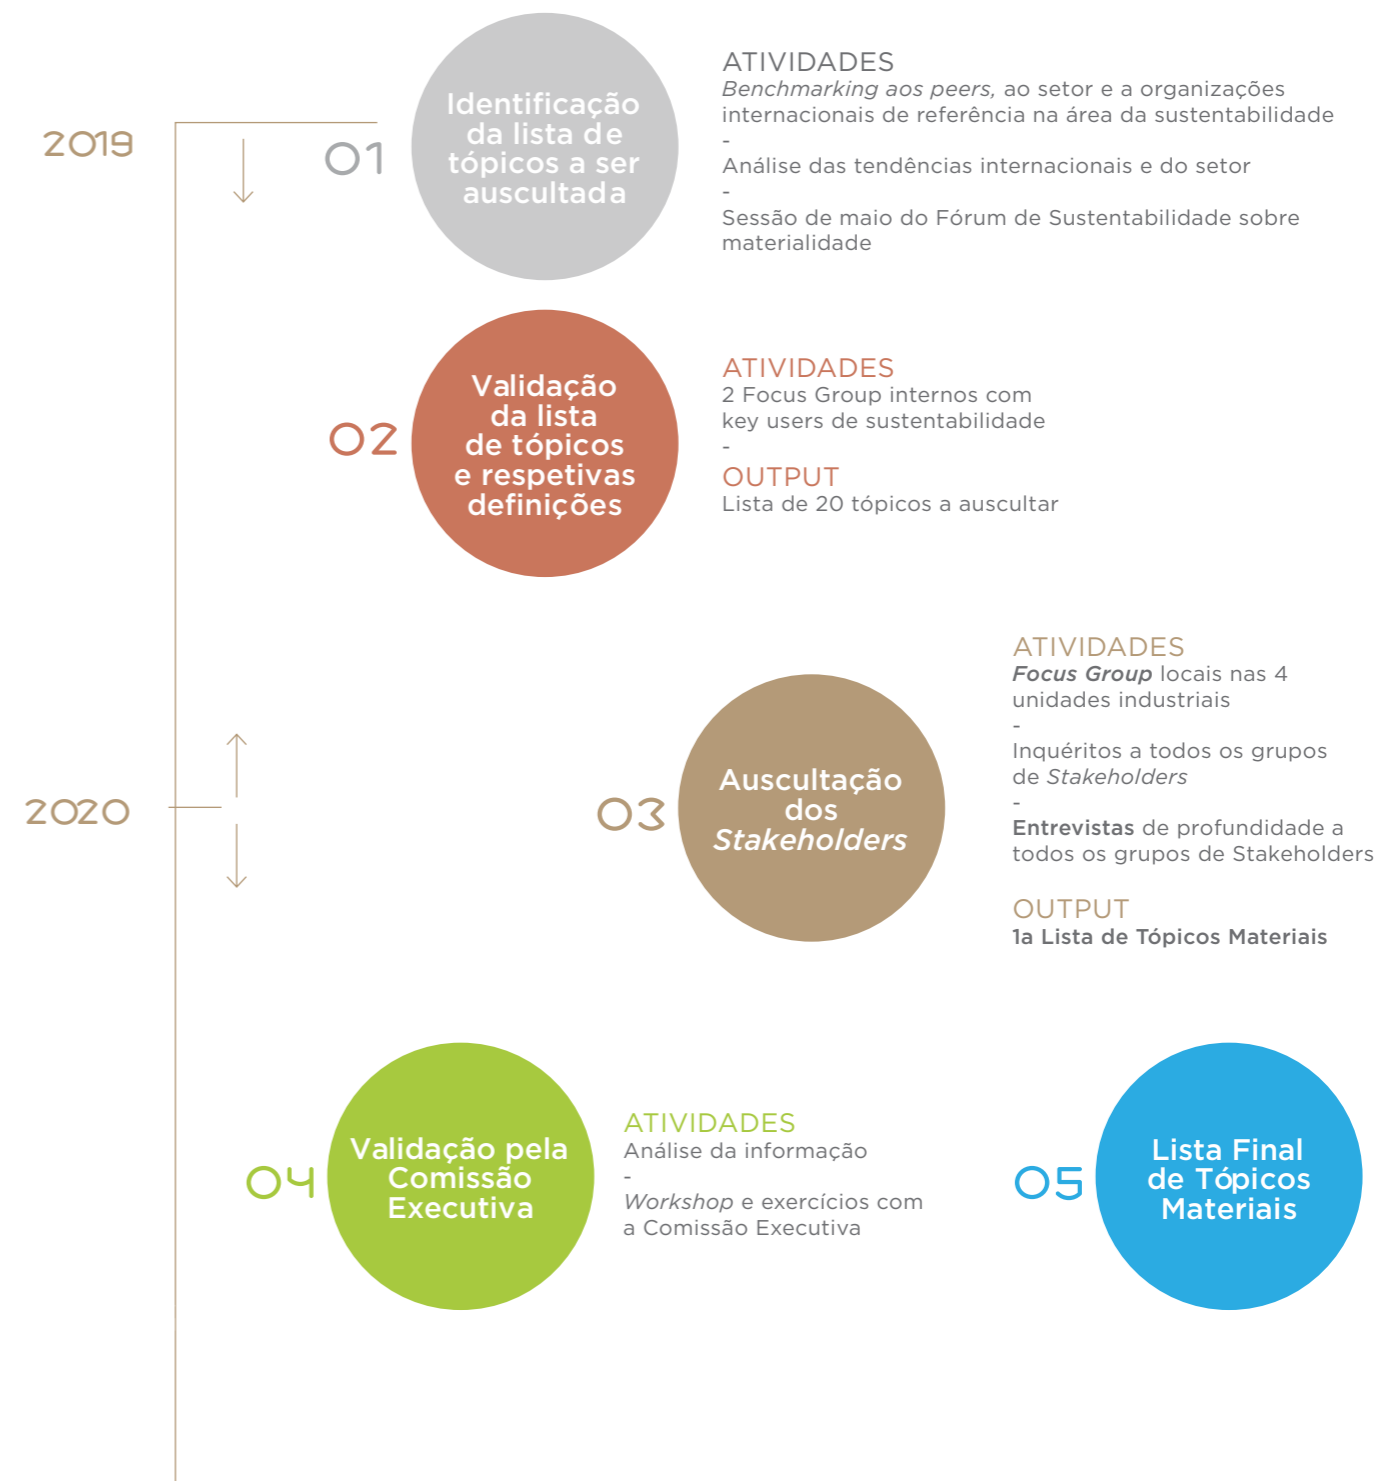 2019
01
Identificação
da lista de
tópicos a ser
auscultada
ATIVIDADES
Benchmarking aos peers, ao setor e a organizações
internacionais de referência na área da sustentabilidade
-
Análise das tendências internacionais e do setor
-
Sessão de maio do Fórum de Sustentabilidade sobre
materialidade
02
Validação
da lista
de tópicos
e respetivas
definições
ATIVIDADES
2 Focus Group internos com
key users de sustentabilidade
-
OUTPUT
Lista de 20 tópicos a auscultar
2020
03
Auscultação
dos
Stakeholders
ATIVIDADES
Focus Group locais nas 4
unidades industriais
-
Inquéritos a todos os grupos
de Stakeholders
-
Entrevistas de profundidade a
todos os grupos de Stakeholders
OUTPUT
1a Lista de Tópicos Materiais
04
Validação pela
Comissão
Executiva
ATIVIDADES
Análise da informação
-
Workshop e exercícios com
a Comissão Executiva
05
Lista Final
de Tópicos
Materiais